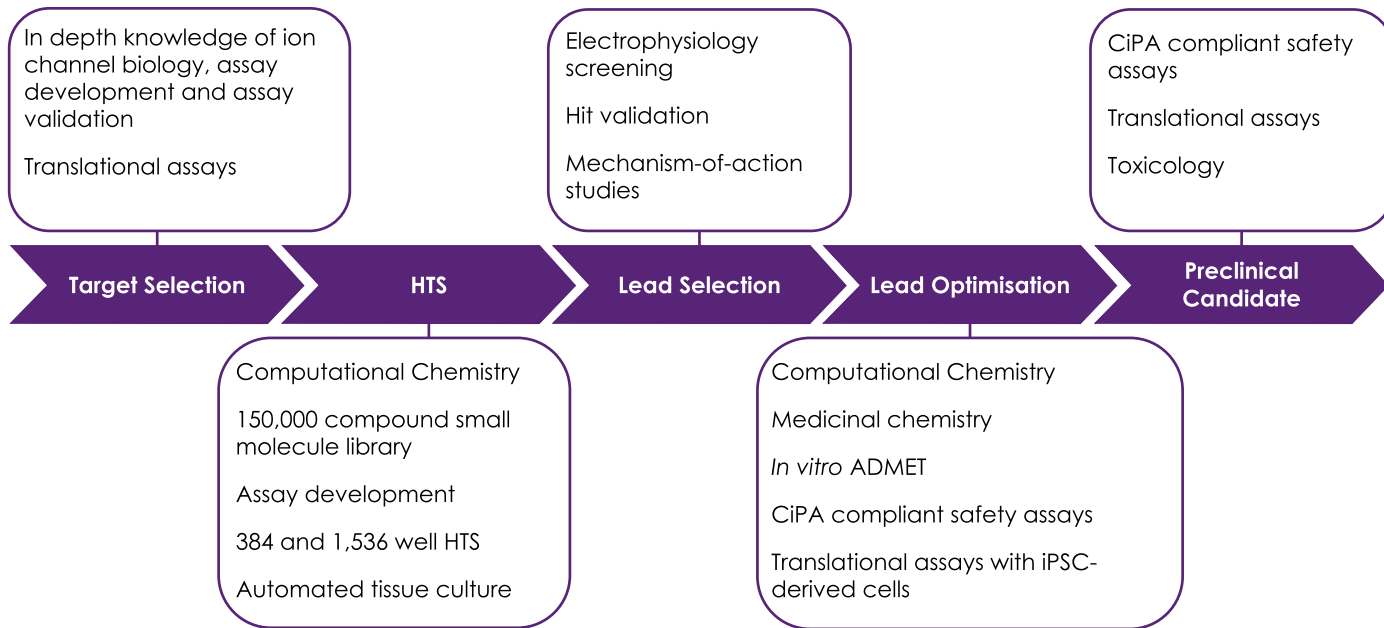 In depth knowledge of ion
channel biology, assay
development and assay
validation
Translational assays
Electrophysiology
screening
Hit validation
Mechanism-of-action
studies
CiPA compliant safety
assays
Translational assays
Toxicology
Target Selection
HTS
Lead Selection
Lead Optimisation
Preclinical
Candidate
Computational Chemistry
150,000 compound small
molecule library
Assay development
384 and 1,536 well HTS
Automated tissue culture
Computational Chemistry
Medicinal chemistry
In vitro ADMET
CiPA compliant safety assays
Translational assays with iPSC-
derived cells